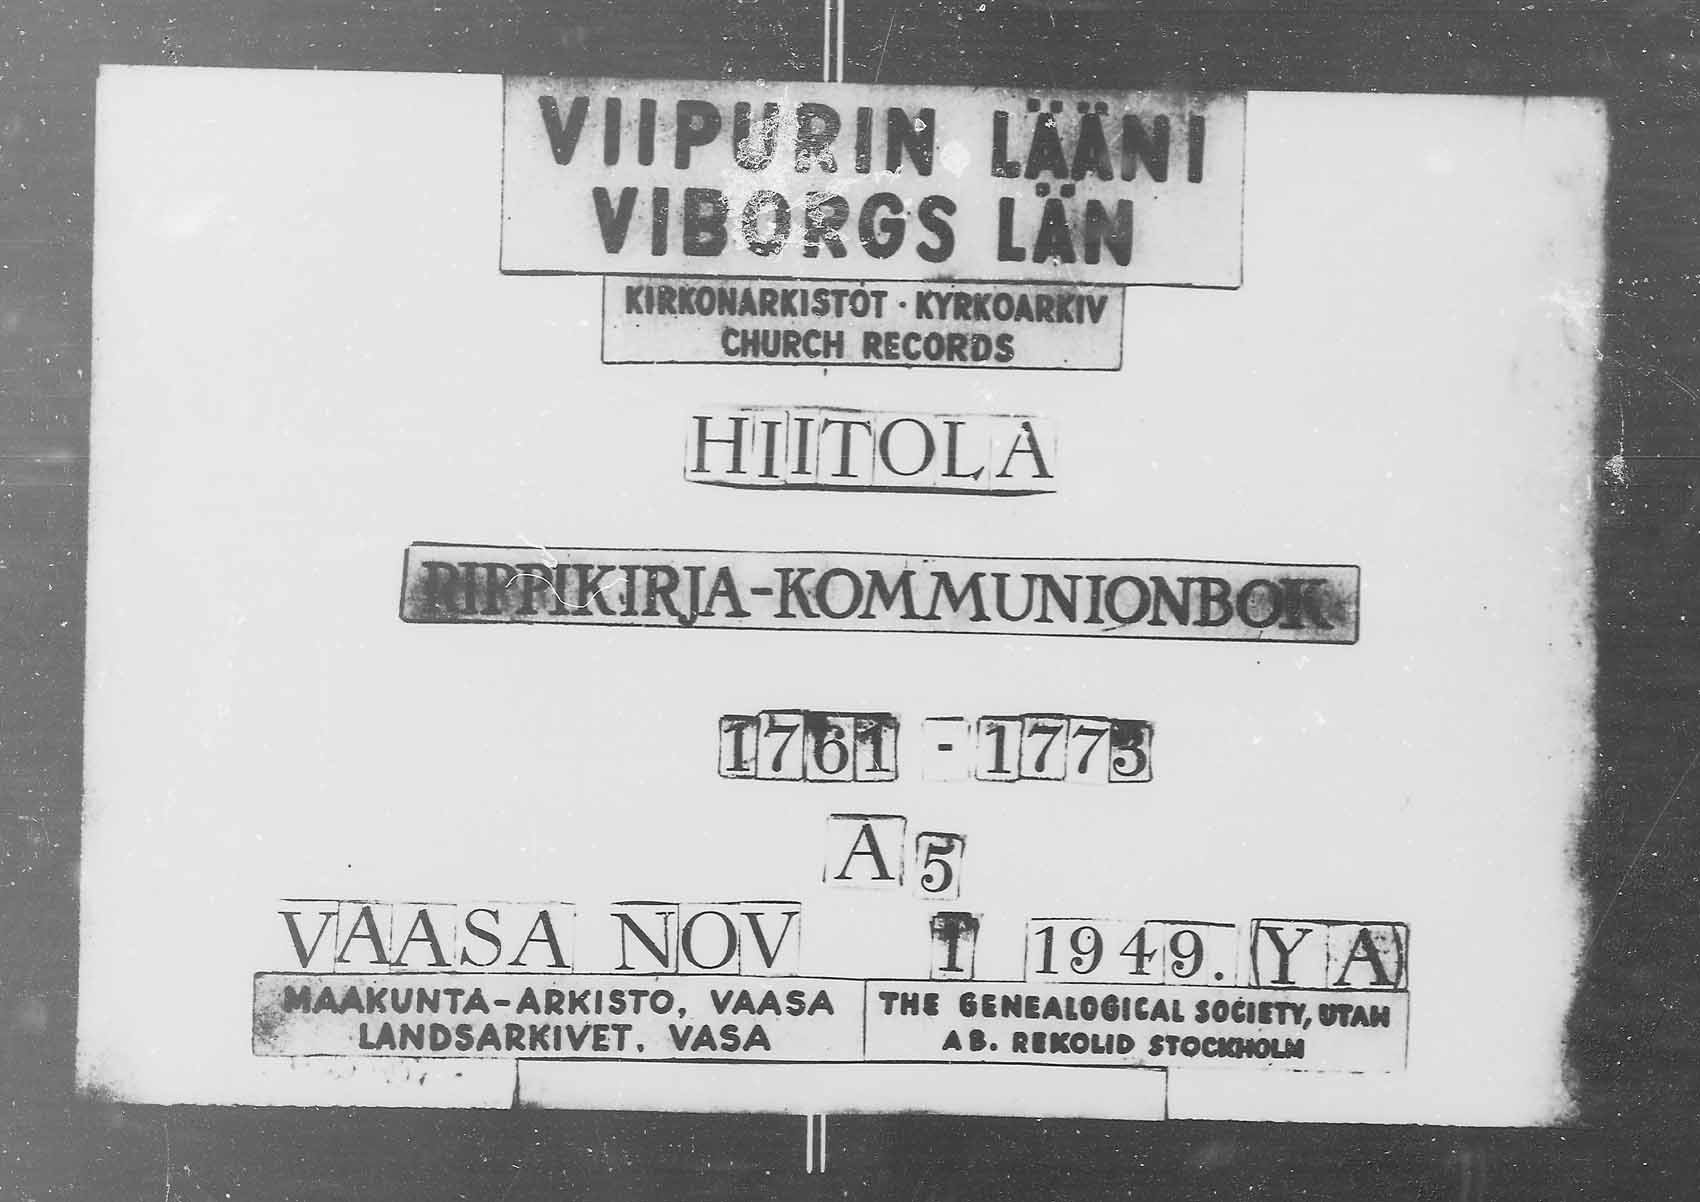 VIIPURIN LÄÄNI
VIBORGS LÄN
KIRKONARKISTOT · KYRKOARKIV
CHURCH RECORDS
HIITOLA
RIPPIKIRJA-KOMMUNIONBOK
1761 - 1773
A 5
VAASA NOV 1 1949. (YA)
MAAKUNTA-ARKISTO, VAASA
LANDSARKIVET, VASA
THE GENEALOGICAL SOCIETY, UTAH
AB. REKOLID STOCKHOLM